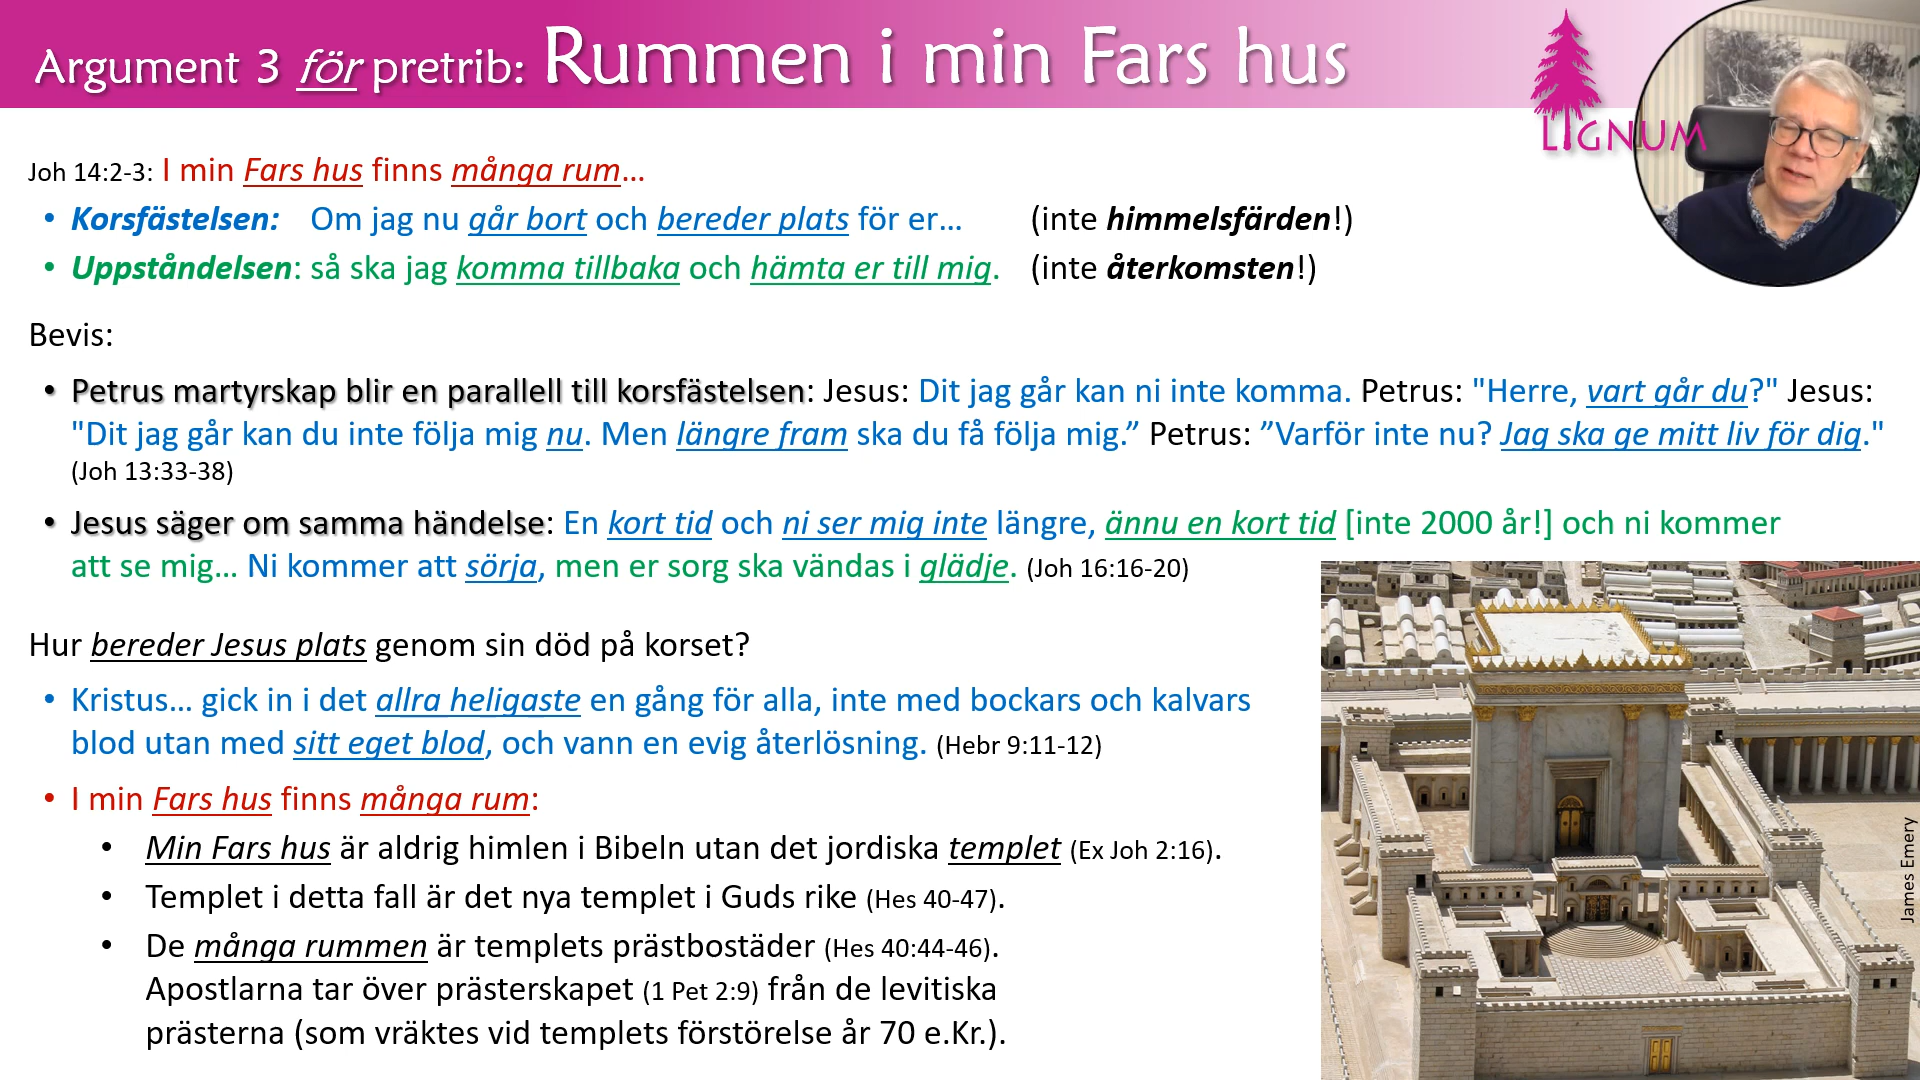 Argument 3 för pretrib: Rummen i min Fars hus
LIGNUM
Joh 14:2-3: I min Fars hus finns många rum...
• Korsfästelsen: Om jag nu går bort och bereder plats för er... (inte himmelsfärden!)
• Uppståndelsen: så ska jag komma tillbaka och hämta er till mig. (inte återkomsten!)
Bevis:
• Petrus martyrskap blir en parallell till korsfästelsen: Jesus: Dit jag går kan ni inte komma. Petrus: "Herre, vart går du?" Jesus:
"Dit jag går kan du inte följa mig nu. Men längre fram ska du få följa mig.” Petrus: ”Varför inte nu? Jag ska ge mitt liv för dig."
(Joh 13:33-38)
• Jesus säger om samma händelse: En kort tid och ni ser mig inte längre, ännu en kort tid [inte 2000 år!] och ni kommer
att se mig... Ni kommer att sörja, men er sorg ska vändas i glädje. (Joh 16:16-20)
Hur bereder Jesus plats genom sin död på korset?
• Kristus... gick in i det allra heligaste en gång för alla, inte med bockars och kalvars
blod utan med sitt eget blod, och vann en evig återlösning. (Hebr 9:11-12)
• I min Fars hus finns många rum:
• Min Fars hus är aldrig himlen i Bibeln utan det jordiska templet (Ex Joh 2:16).
• Templet i detta fall är det nya templet i Guds rike (Hes 40-47).
• De många rummen är templets prästbostäder (Hes 40:44-46).
Apostlarna tar över prästerskapet (1 Pet 2:9) från de levitiska
prästerna (som vräktes vid templets förstörelse år 70 e.Kr.).
James Emery